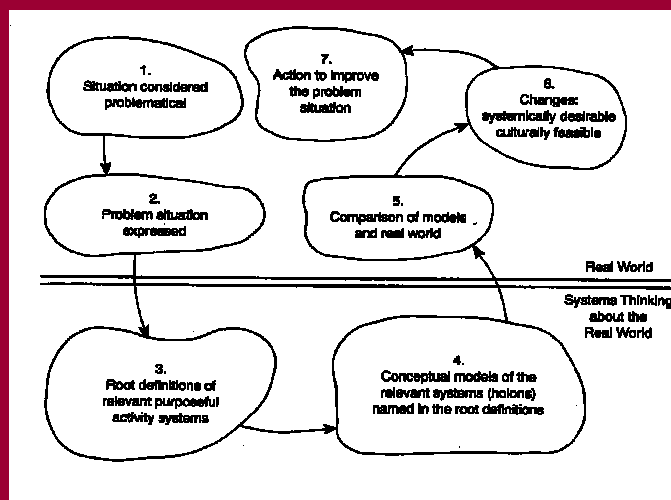 1.
Situation considered
problematical
7.
Action to improve
the problem
situation
6.
Changes:
systemically desirable
culturally feasible
2.
Problem situation
expressed
5.
Comparison of models
and real world
Real World
Systems Thinking
about the
Real World
3.
Root definitions of
relevant purposeful
activity systems
4.
Conceptual models of the
relevant systems (holons)
named in the root definitions